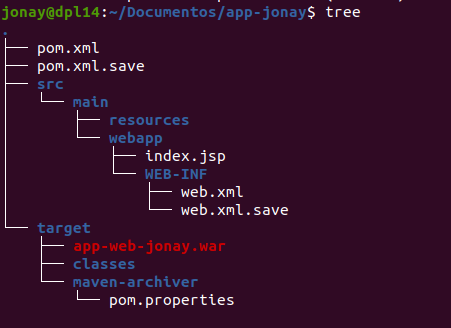 jonay@dpl14:~/Documentos/app-jonay$ tree
.
├── pom.xml
├── pom.xml.save
├── src
│   └── main
│       ├── resources
│       └── webapp
│           ├── index.jsp
│           └── WEB-INF
│               ├── web.xml
│               └── web.xml.save
└── target
    ├── app-web-jonay.war
    ├── classes
    └── maven-archiver
        └── pom.properties